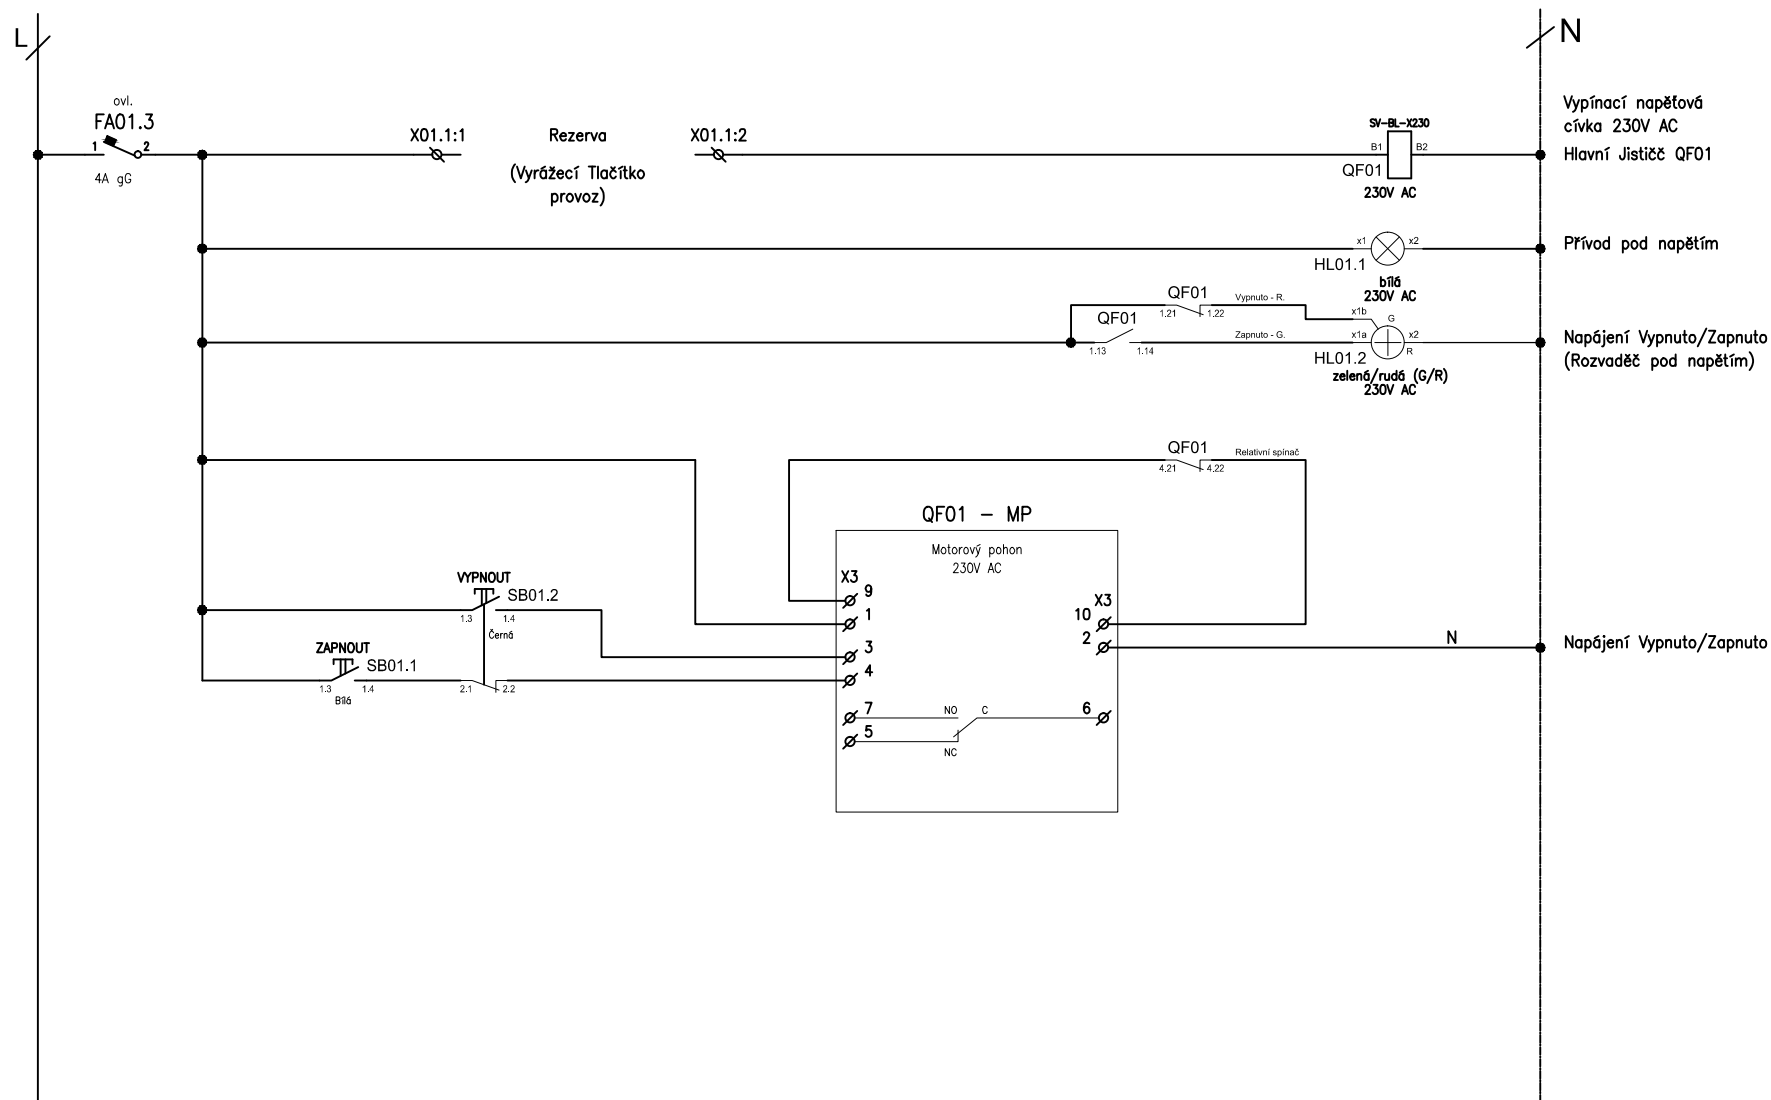 L
N
ovl.
FA01.3
1
2
4A gG
X01.1:1
Rezerva
(Vyrážecí Tlačítko
provoz)
X01.1:2
SV-BL-X230
B1
B2
QF01
230V AC
Vypínací napěťová
cívka 230V AC
Hlavní Jističč QF01
x1
x2
HL01.1
bílá
230V AC
Přívod pod napětím
QF01
1.21
1.22
Vypnuto - R.
QF01
1.13
1.14
Zapnuto - G.
x1b
G
x1a
x2
R
HL01.2
zelená/rudá (G/R)
230V AC
Napájení Vypnuto/Zapnuto
(Rozvaděč pod napětím)
QF01
4.21
4.22
Relativní spínač
QF01 - MP
Motorový pohon
230V AC
X3
9
1
3
4
7
5
X3
10
2
6
NO
C
NC
N
Napájení Vypnuto/Zapnuto
VYPNOUT
SB01.2
1.3
1.4
Černá
ZAPNOUT
SB01.1
1.3
1.4
Bílá
2.1
2.2